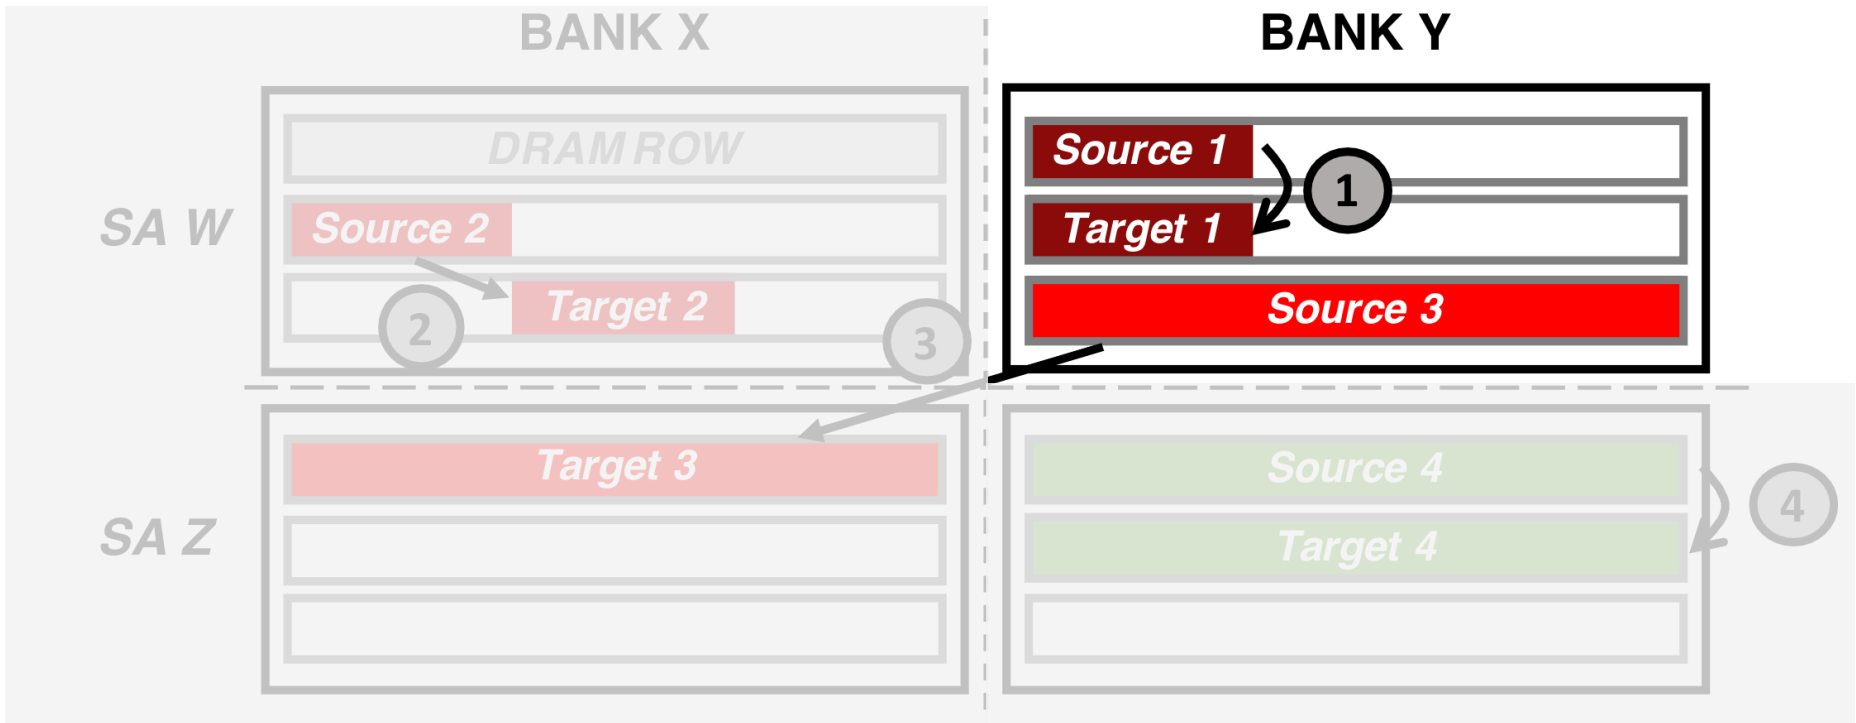 BANK X
BANK Y
SA W
DRAM ROW
Source 2
Target 2
2
3
Source 1
Target 1
1
Source 3
SA Z
Target 3
Source 4
Target 4
4